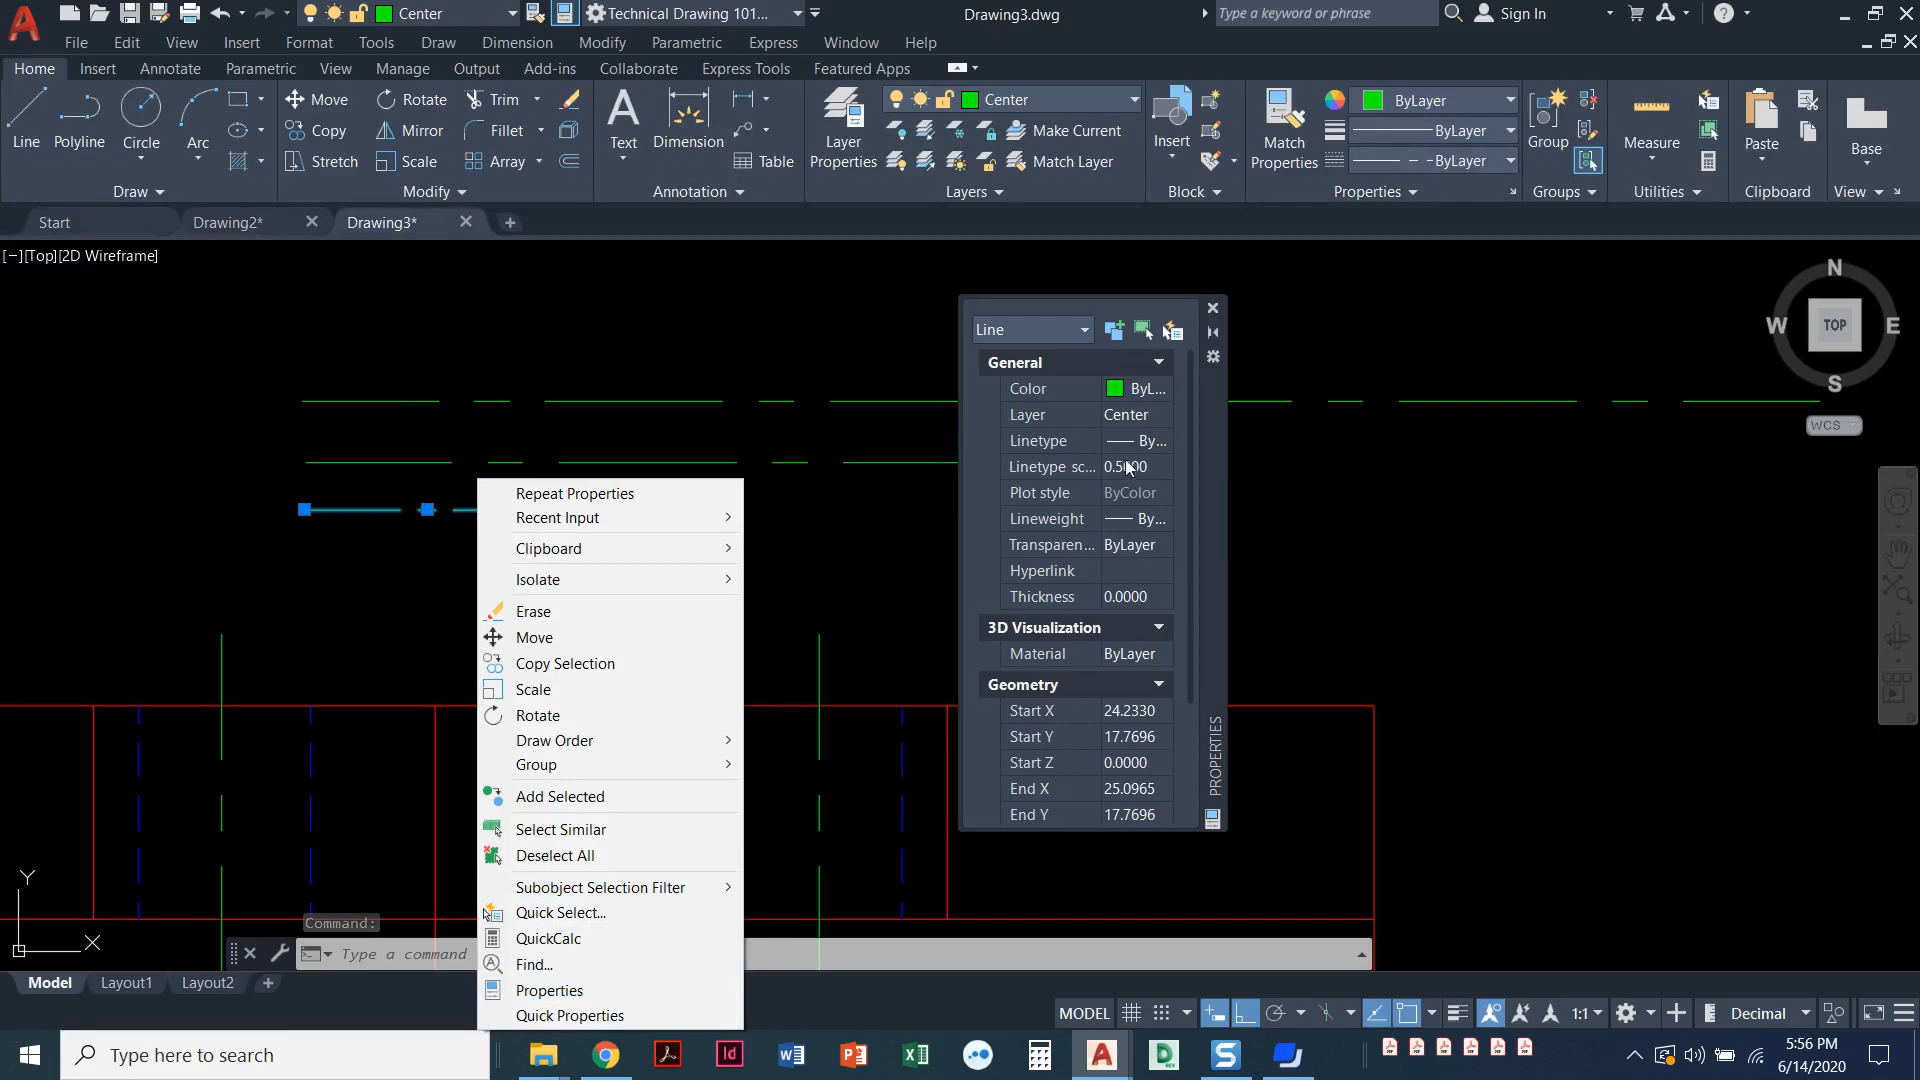 Center
Technical Drawing 101...
Drawing3.dwg
Type a keyword or phrase
Sign In
File Edit View Insert Format Tools Draw Dimension Modify Parametric Express Window Help
Home Insert Annotate Parametric View Manage Output Add-ins Collaborate Express Tools Featured Apps
Line
Polyline
Circle
Arc
Draw
Move Rotate Trim
Copy Mirror Fillet
Stretch Scale Array
Modify
Text
Dimension
Table
Annotation
Layer
Properties
Center
Make Current
Match Layer
Layers
Insert
Block
Match
Properties
ByLayer
ByLayer
ByLayer
Properties
Group
Groups
Measure
Utilities
Paste
Clipboard
Base
View
Start
Drawing2*
Drawing3*
[−][Top][2D Wireframe]
N
W TOP E
S
WCS
Line
General
Color ByL...
Layer Center
Linetype By...
Linetype sc... 0.5000
Plot style ByColor
Lineweight By...
Transparen... ByLayer
Hyperlink
Thickness 0.0000
3D Visualization
Material ByLayer
Geometry
Start X 24.2330
Start Y 17.7696
Start Z 0.0000
End X 25.0965
End Y 17.7696
PROPERTIES
Repeat Properties
Recent Input
Clipboard
Isolate
Erase
Move
Copy Selection
Scale
Rotate
Draw Order
Group
Add Selected
Select Similar
Deselect All
Subobject Selection Filter
Quick Select...
QuickCalc
Find...
Properties
Quick Properties
Y
X
Command:
Type a command
Model Layout1 Layout2
MODEL
1:1
Decimal
Type here to search
5:56 PM
6/14/2020